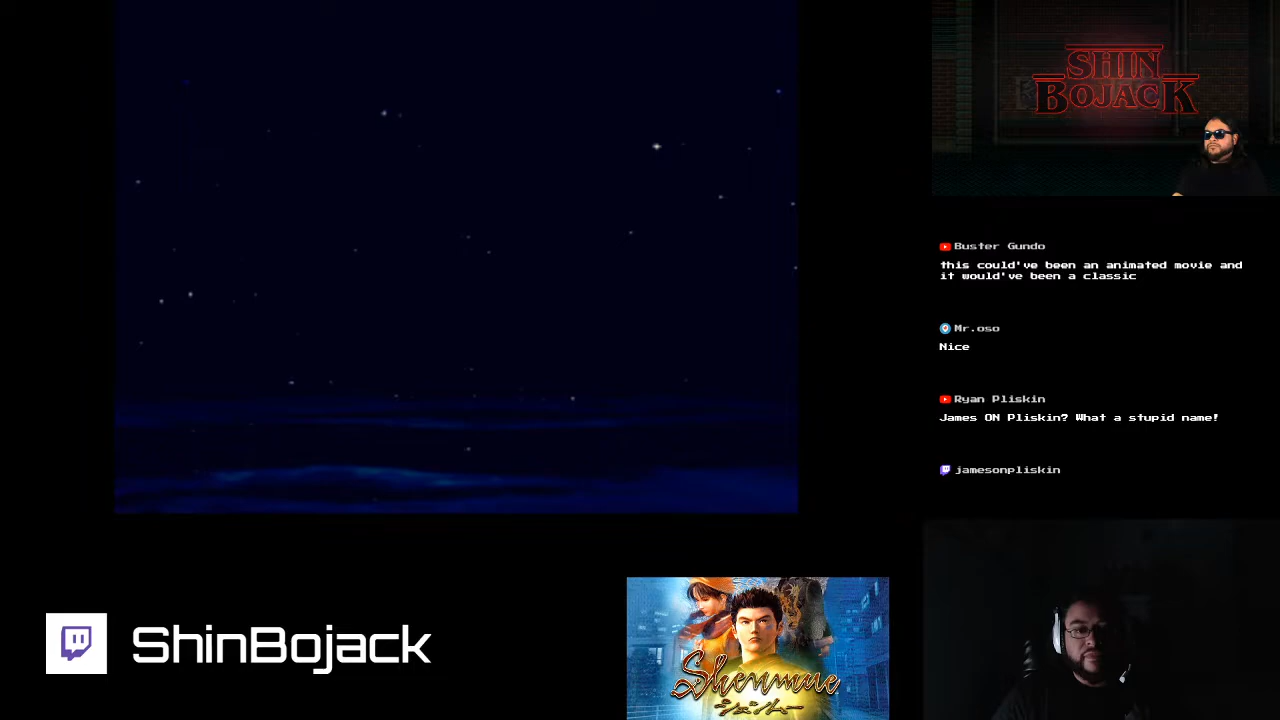 SHIN
BOJACK
Buster Gundo
this could've been an animated movie and
it would've been a classic
Mr.oso
Nice
Ryan Pliskin
James ON Pliskin? What a stupid name!
jamesonpliskin
ShinBojack
Shenmue
シェンムー